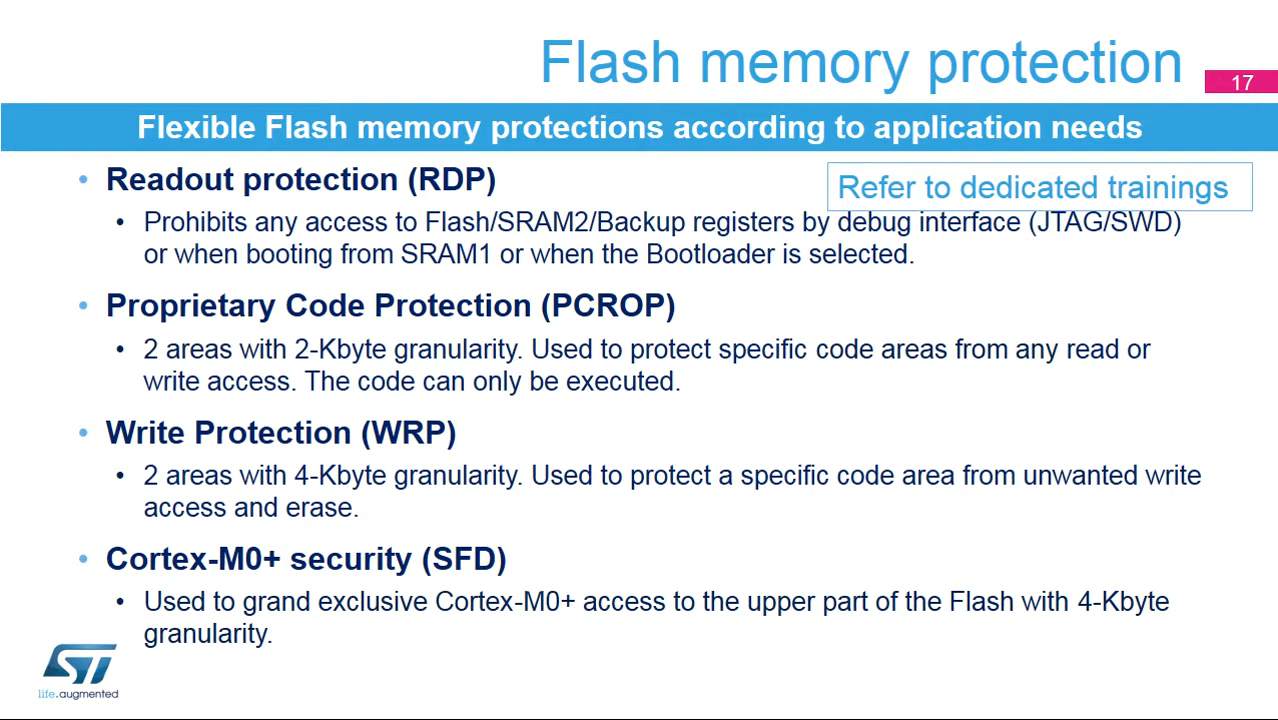 Flash memory protection
17
Flexible Flash memory protections according to application needs
• Readout protection (RDP)
Refer to dedicated trainings
• Prohibits any access to Flash/SRAM2/Backup registers by debug interface (JTAG/SWD)
or when booting from SRAM1 or when the Bootloader is selected.
• Proprietary Code Protection (PCROP)
• 2 areas with 2-Kbyte granularity. Used to protect specific code areas from any read or
write access. The code can only be executed.
• Write Protection (WRP)
• 2 areas with 4-Kbyte granularity. Used to protect a specific code area from unwanted write
access and erase.
• Cortex-M0+ security (SFD)
• Used to grand exclusive Cortex-M0+ access to the upper part of the Flash with 4-Kbyte
granularity.
ST
life.augmented